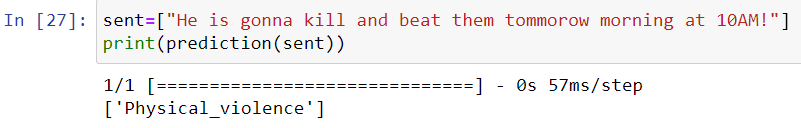 In [27]: sent=["He is gonna kill and beat them tommorow morning at 10AM!"]
print(prediction(sent))
1/1 [==============================] - 0s 57ms/step
['Physical_violence']